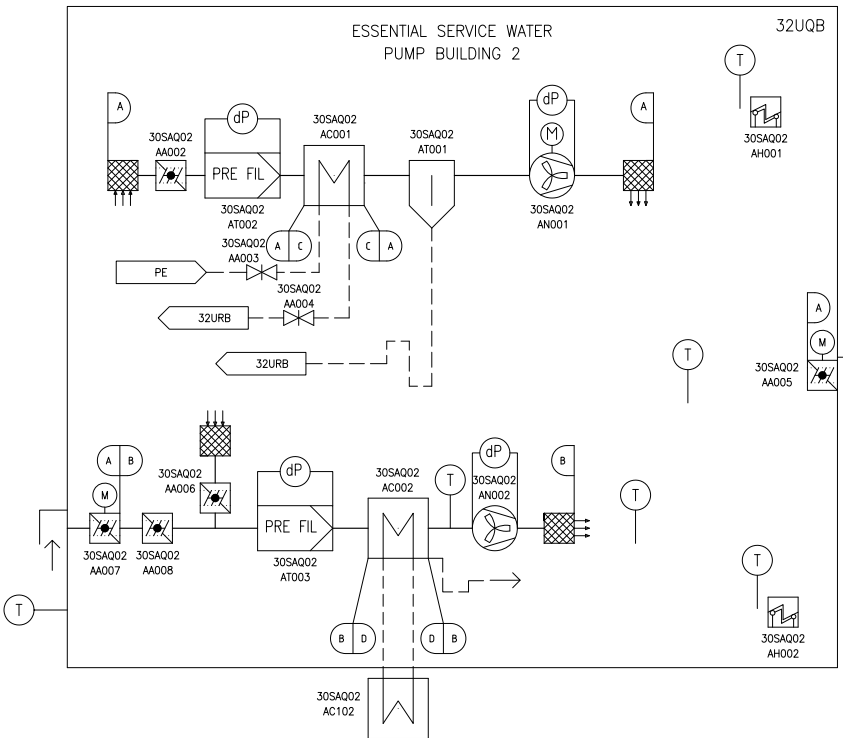 ESSENTIAL SERVICE WATER
PUMP BUILDING 2
32UQB
T
A
dP
30SAQ02
AC001
30SAQ02
AT001
dP
M
A
30SAQ02
AH001
30SAQ02
AA002
PRE FIL
30SAQ02
AT002
30SAQ02
AN001
A C
C A
30SAQ02
AA003
PE
30SAQ02
AA004
32URB
32URB
A
M
30SAQ02
AA005
T
A B
M
30SAQ02
AA006
dP
30SAQ02
AC002
T
dP
30SAQ02
AN002
B
T
PRE FIL
30SAQ02
AA007
30SAQ02
AA008
30SAQ02
AT003
T
T
B D
D B
30SAQ02
AH002
30SAQ02
AC102